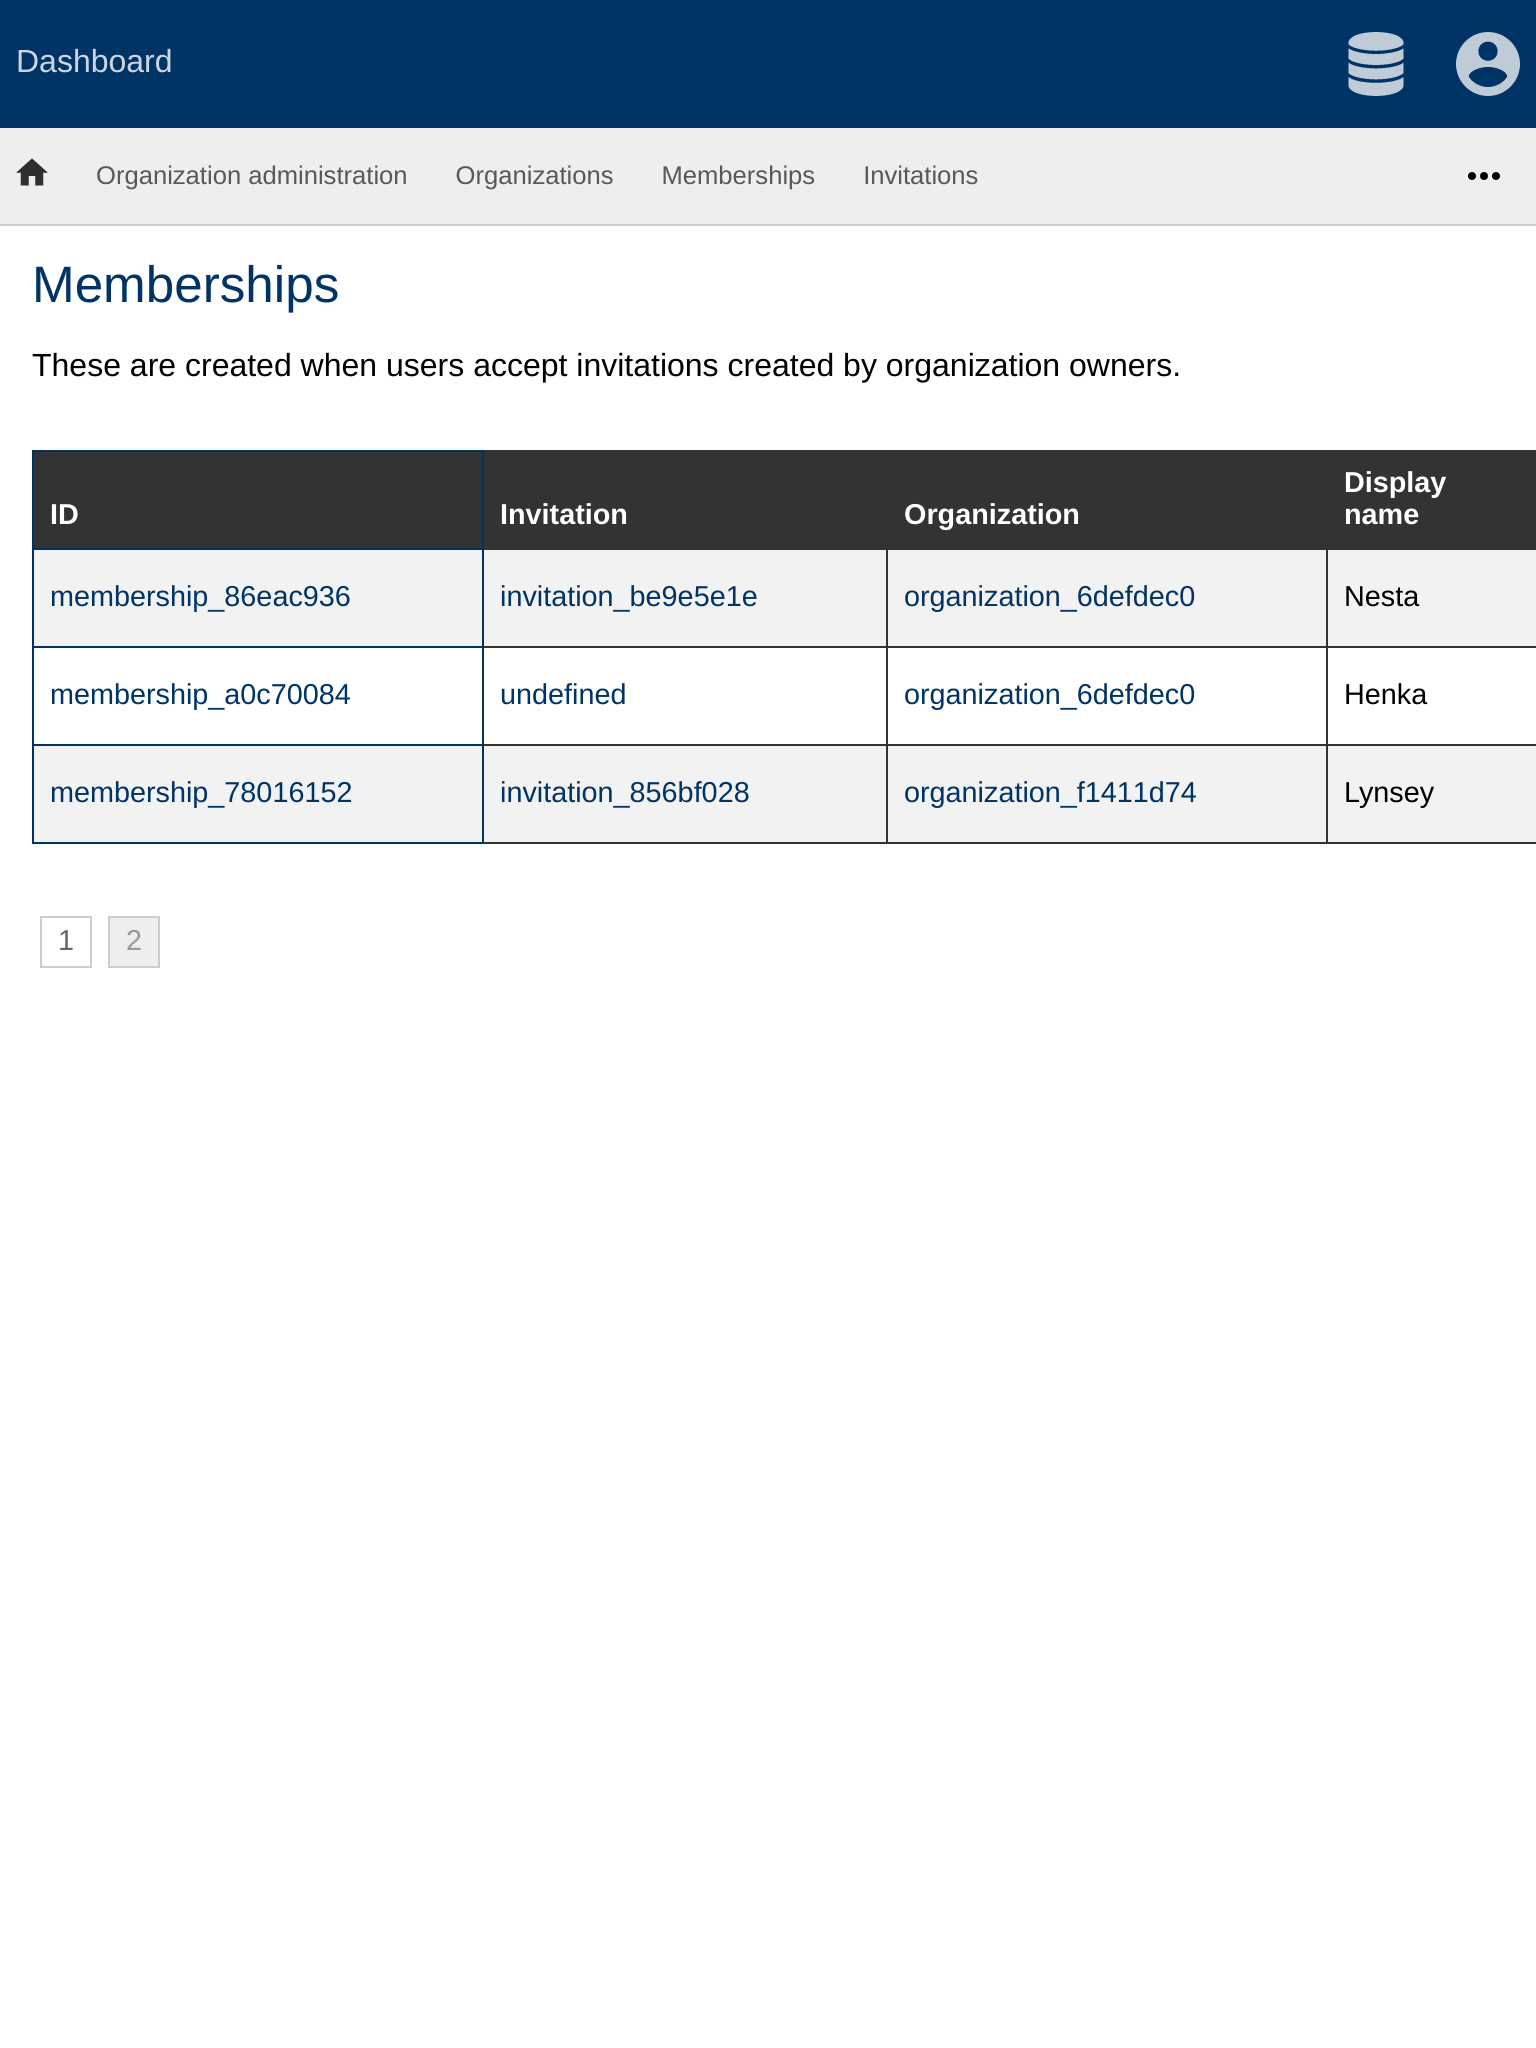 Dashboard
Organization administration Organizations Memberships Invitations
Memberships
These are created when users accept invitations created by organization owners.
ID Invitation Organization Display name
membership_86eac936 invitation_be9e5e1e organization_6defdec0 Nesta
membership_a0c70084 undefined organization_6defdec0 Henka
membership_78016152 invitation_856bf028 organization_f1411d74 Lynsey
1 2